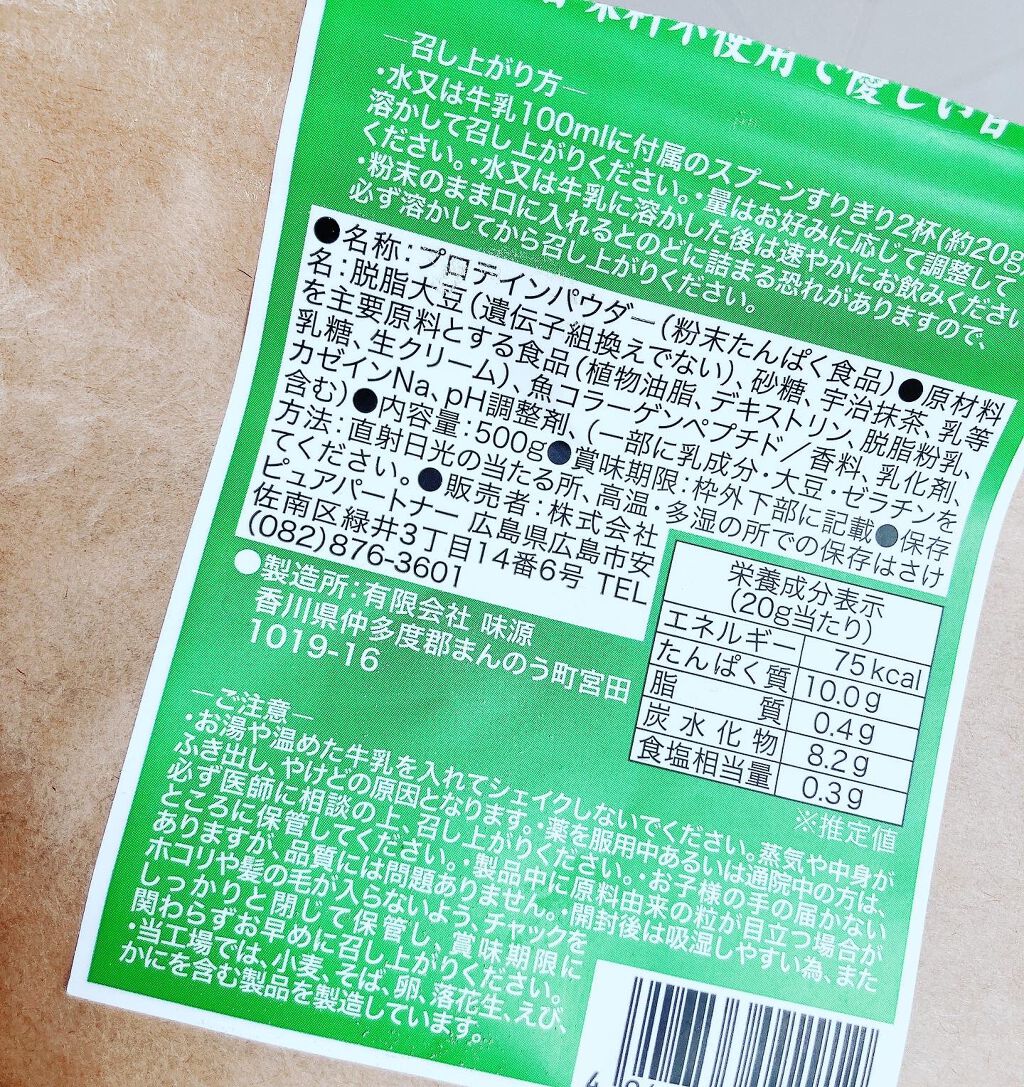 味料不使用で優しい甘
―召し上がり方―
・水又は牛乳100mlに付属のスプーンすりきり2杯(約20g
溶かして召し上がりください。・量はお好みに応じて調整して
ください。・水又は牛乳に溶かした後は速やかにお飲みくださ
・粉末のまま口に入れるとのどに詰まる恐れがありますので、
必ず溶かしてから召し上がりください。
●名称：プロテインパウダー(粉末たんぱく食品)●原材料
名：脱脂大豆(遺伝子組換えでない)、砂糖、宇治抹茶、乳等
を主要原料とする食品(植物油脂、デキストリン、脱脂粉乳、
乳糖、生クリーム)、魚コラーゲンペプチド／香料、乳化剤、
カゼインNa、pH調整剤、(一部に乳成分・大豆・ゼラチンを
含む)●内容量：500g●賞味期限：枠外下部に記載●保存
方法：直射日光の当たる所、高温・多湿の所での保存はさけ
てください。●販売者：株式会社
ピュアパートナー 広島県広島市安
佐南区緑井3丁目14番6号 TEL
(082)876-3601
●製造所：有限会社 味源
香川県仲多度郡まんのう町宮田
1019-16
栄養成分表示
(20g当たり)
エネルギー 75kcal
たんぱく質 10.0g
脂質 0.4g
炭水化物 8.2g
食塩相当量 0.3g
※推定値
―ご注意―
・お湯や温めた牛乳を入れてシェイクしないでください。蒸気や中身が
ふき出し、やけどの原因となります。・薬を服用中あるいは通院中の方は、
必ず医師に相談の上、召し上がりください。・お子様の手の届かない
ところに保管してください。・製品中に原料由来の粒が目立つ場合が
ありますが、品質には問題ありません。・開封後は吸湿しやすい為、また
ホコリや髪の毛が入らないよう、チャックを
しっかりと閉じて保管し、賞味期限に
関わらずお早めに召し上がりください。
・当工場では、小麦、そば、卵、落花生、えび、
かにを含む製品を製造しています。